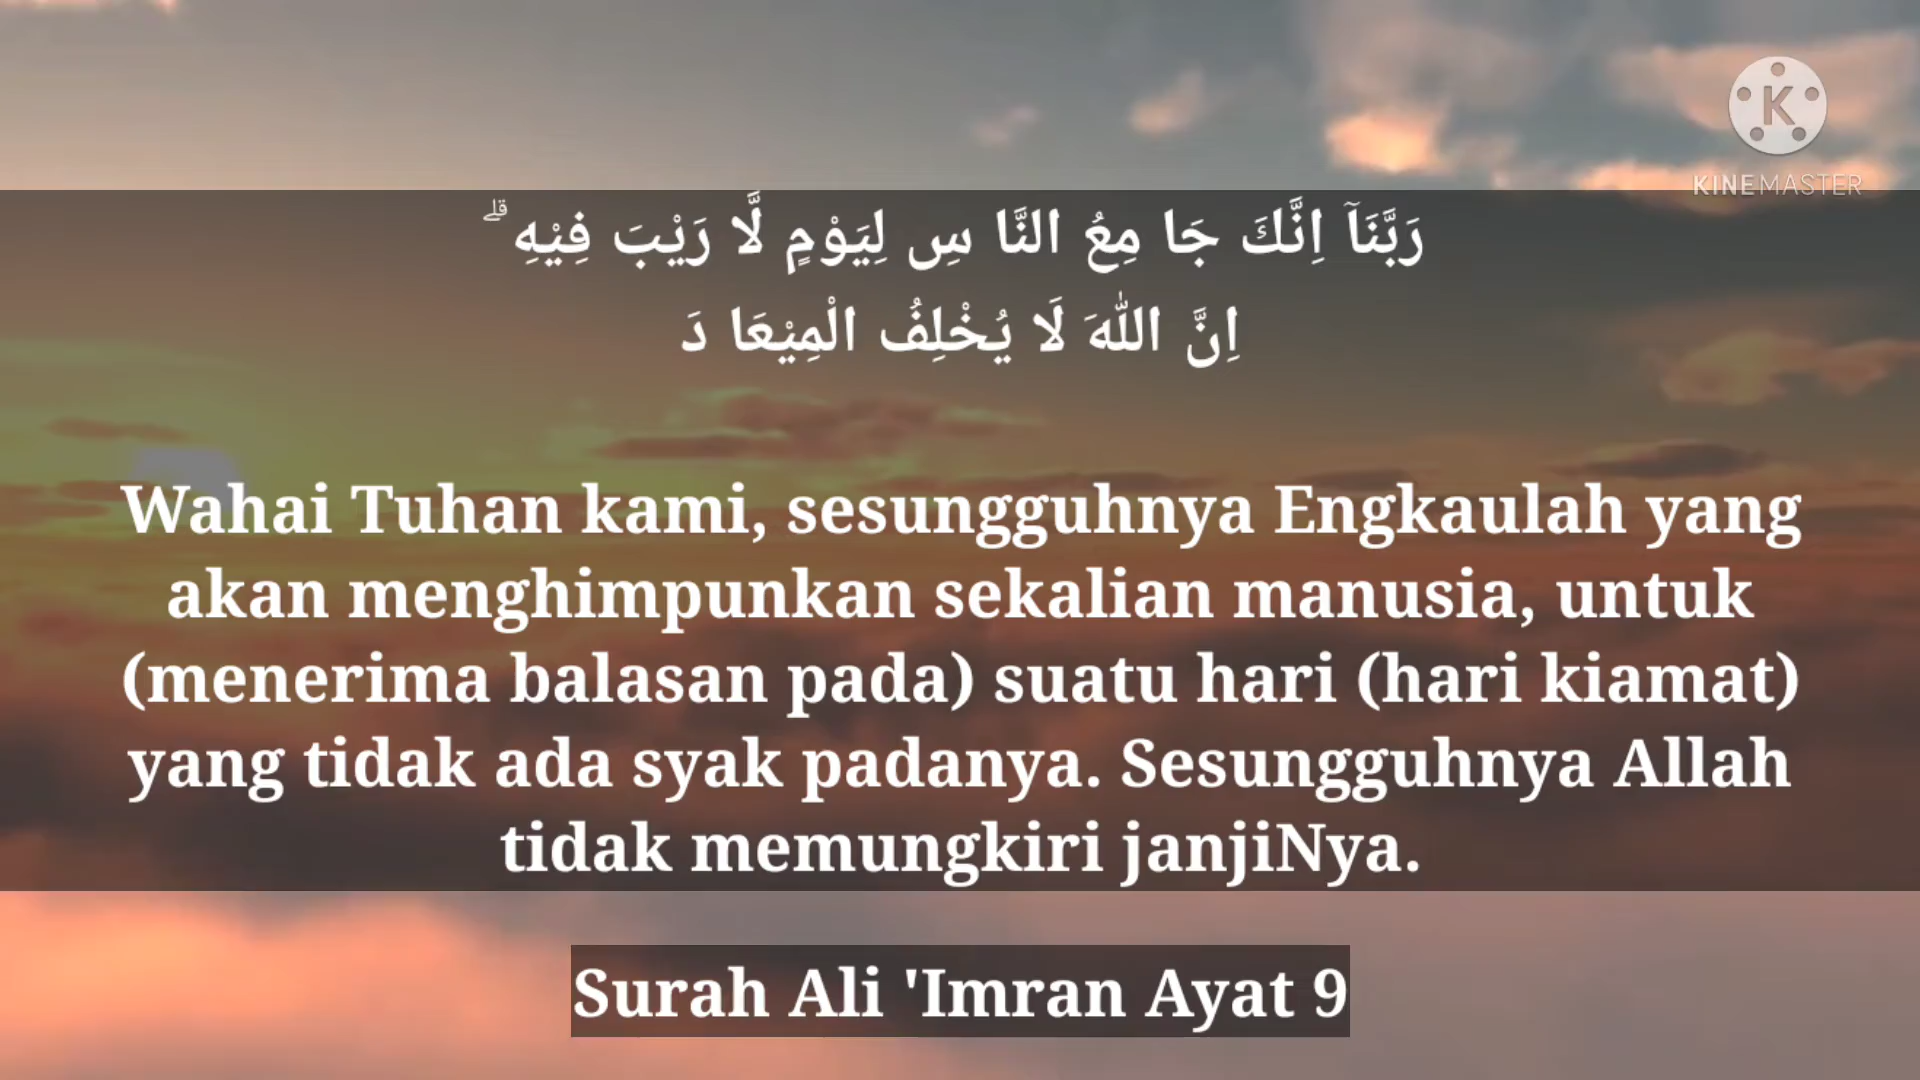 KINEMASTER
رَبَّنَاۤ اِنَّكَ جَا مِعُ النَّا سِ لِيَوْمٍ لَّا رَيْبَ فِيْهِ ۗ
اِنَّ اللّٰهَ لَا يُخْلِفُ الْمِيْعَا دَ
Wahai Tuhan kami, sesungguhnya Engkaulah yang
akan menghimpunkan sekalian manusia, untuk
(menerima balasan pada) suatu hari (hari kiamat)
yang tidak ada syak padanya. Sesungguhnya Allah
tidak memungkiri janjiNya.
Surah Ali 'Imran Ayat 9